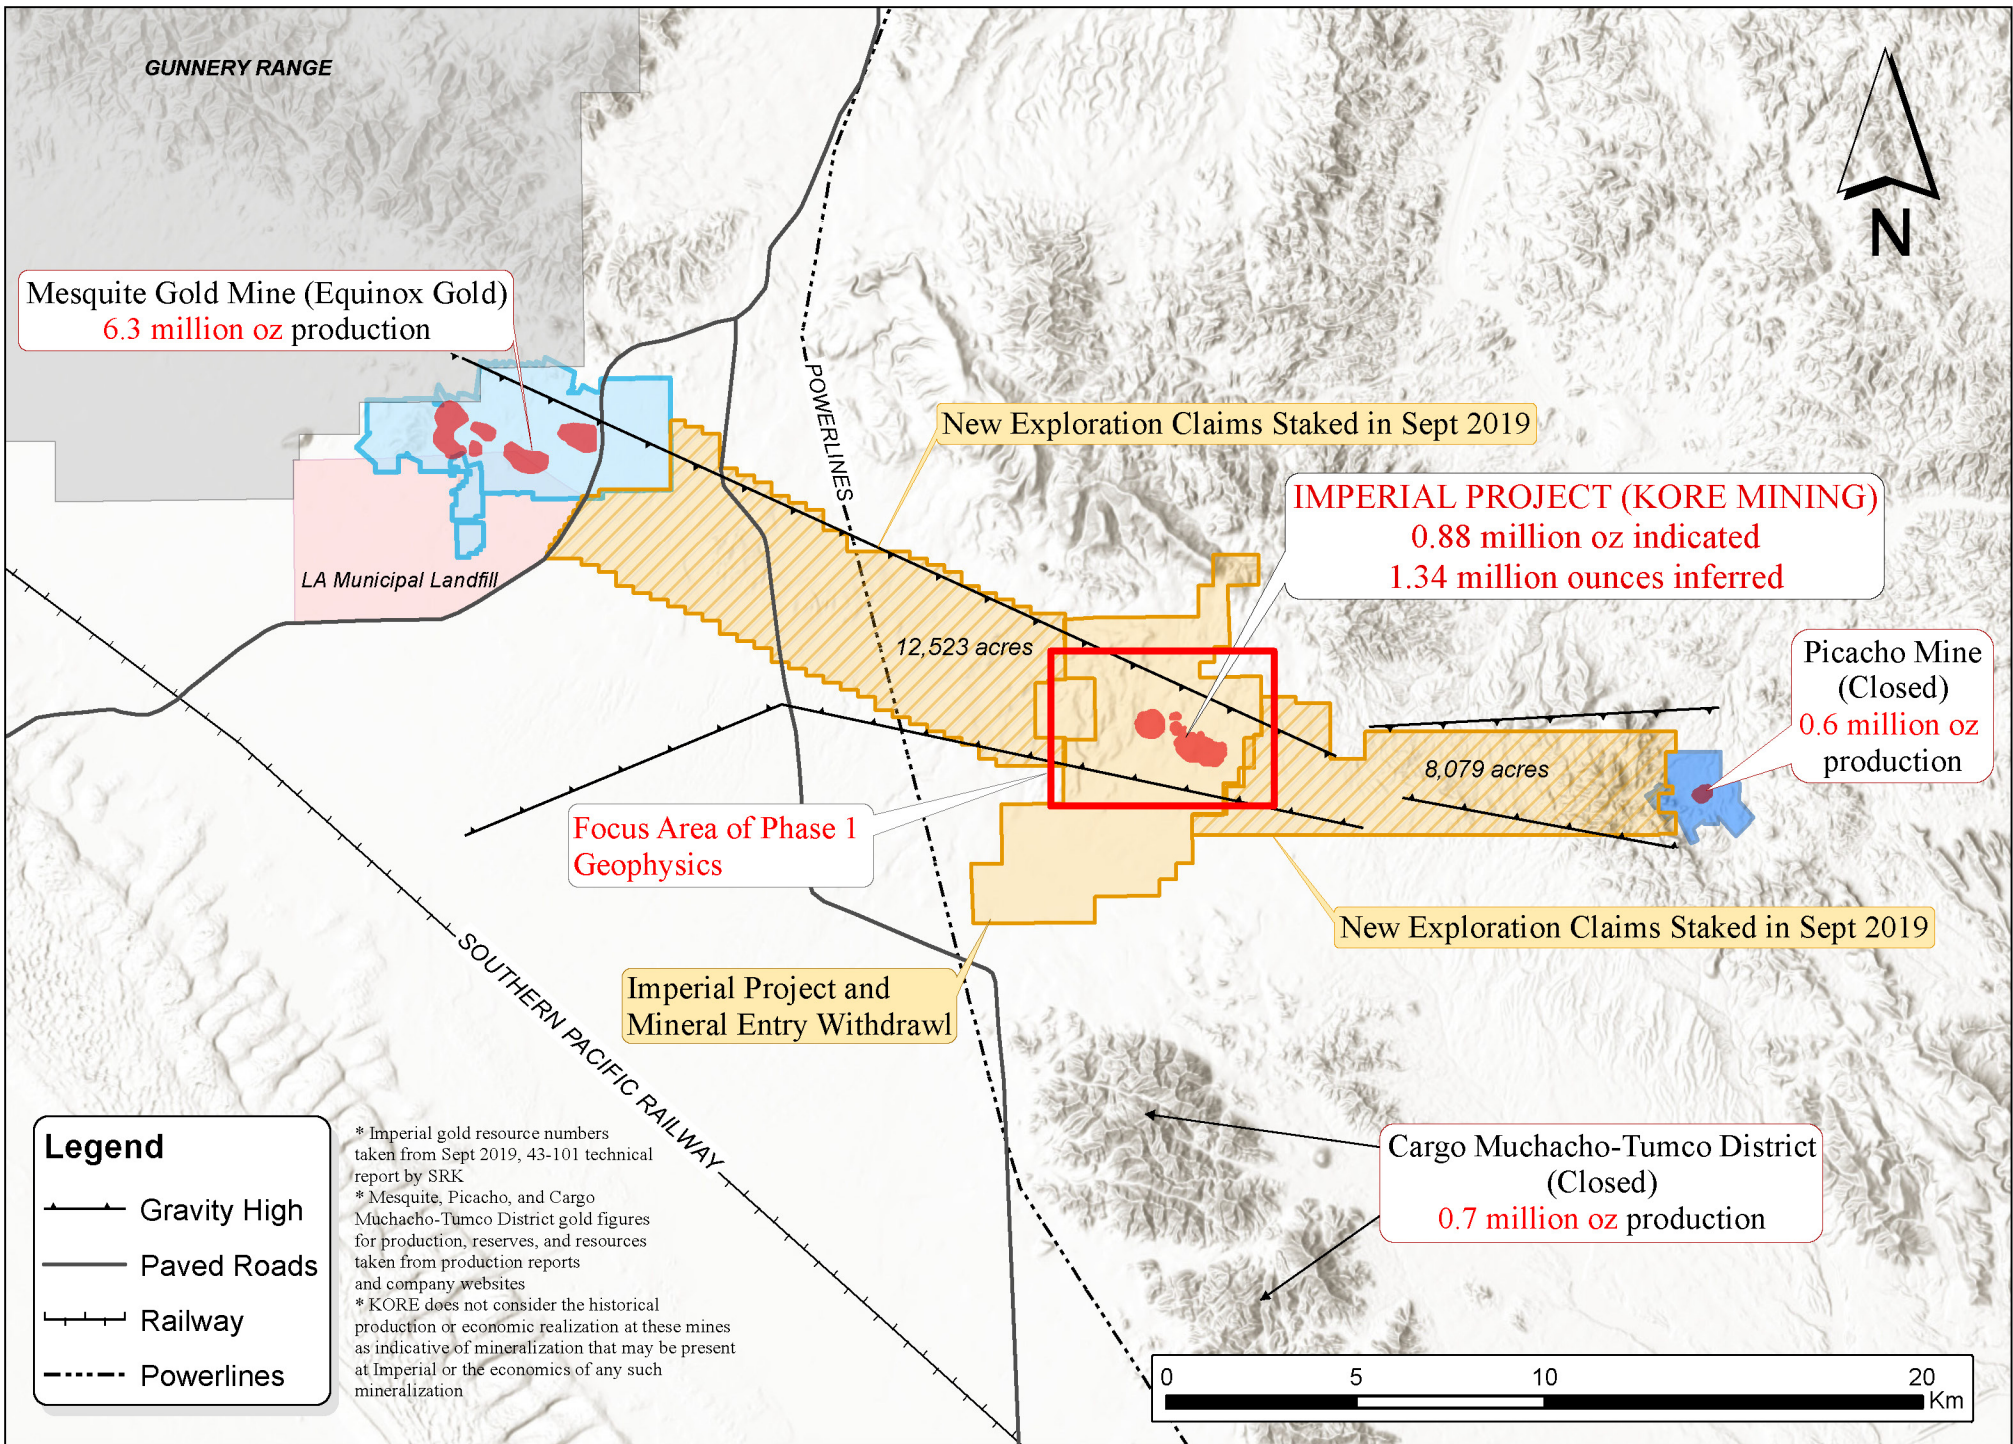 GUNNERY RANGE
N
Mesquite Gold Mine (Equinox Gold)
6.3 million oz production
POWERLINES
New Exploration Claims Staked in Sept 2019
IMPERIAL PROJECT (KORE MINING)
0.88 million oz indicated
1.34 million ounces inferred
LA Municipal Landfill
12,523 acres
Picacho Mine
(Closed)
0.6 million oz
production
8,079 acres
Focus Area of Phase 1
Geophysics
New Exploration Claims Staked in Sept 2019
Imperial Project and
Mineral Entry Withdrawl
SOUTHERN PACIFIC RAILWAY
Cargo Muchacho-Tumco District
(Closed)
0.7 million oz production
Legend
Gravity High
Paved Roads
Railway
Powerlines
* Imperial gold resource numbers
taken from Sept 2019, 43-101 technical
report by SRK
* Mesquite, Picacho, and Cargo
Muchacho-Tumco District gold figures
for production, reserves, and resources
taken from production reports
and company websites
* KORE does not consider the historical
production or economic realization at these mines
as indicative of mineralization that may be present
at Imperial or the economics of any such
mineralization
0 5 10 20
Km